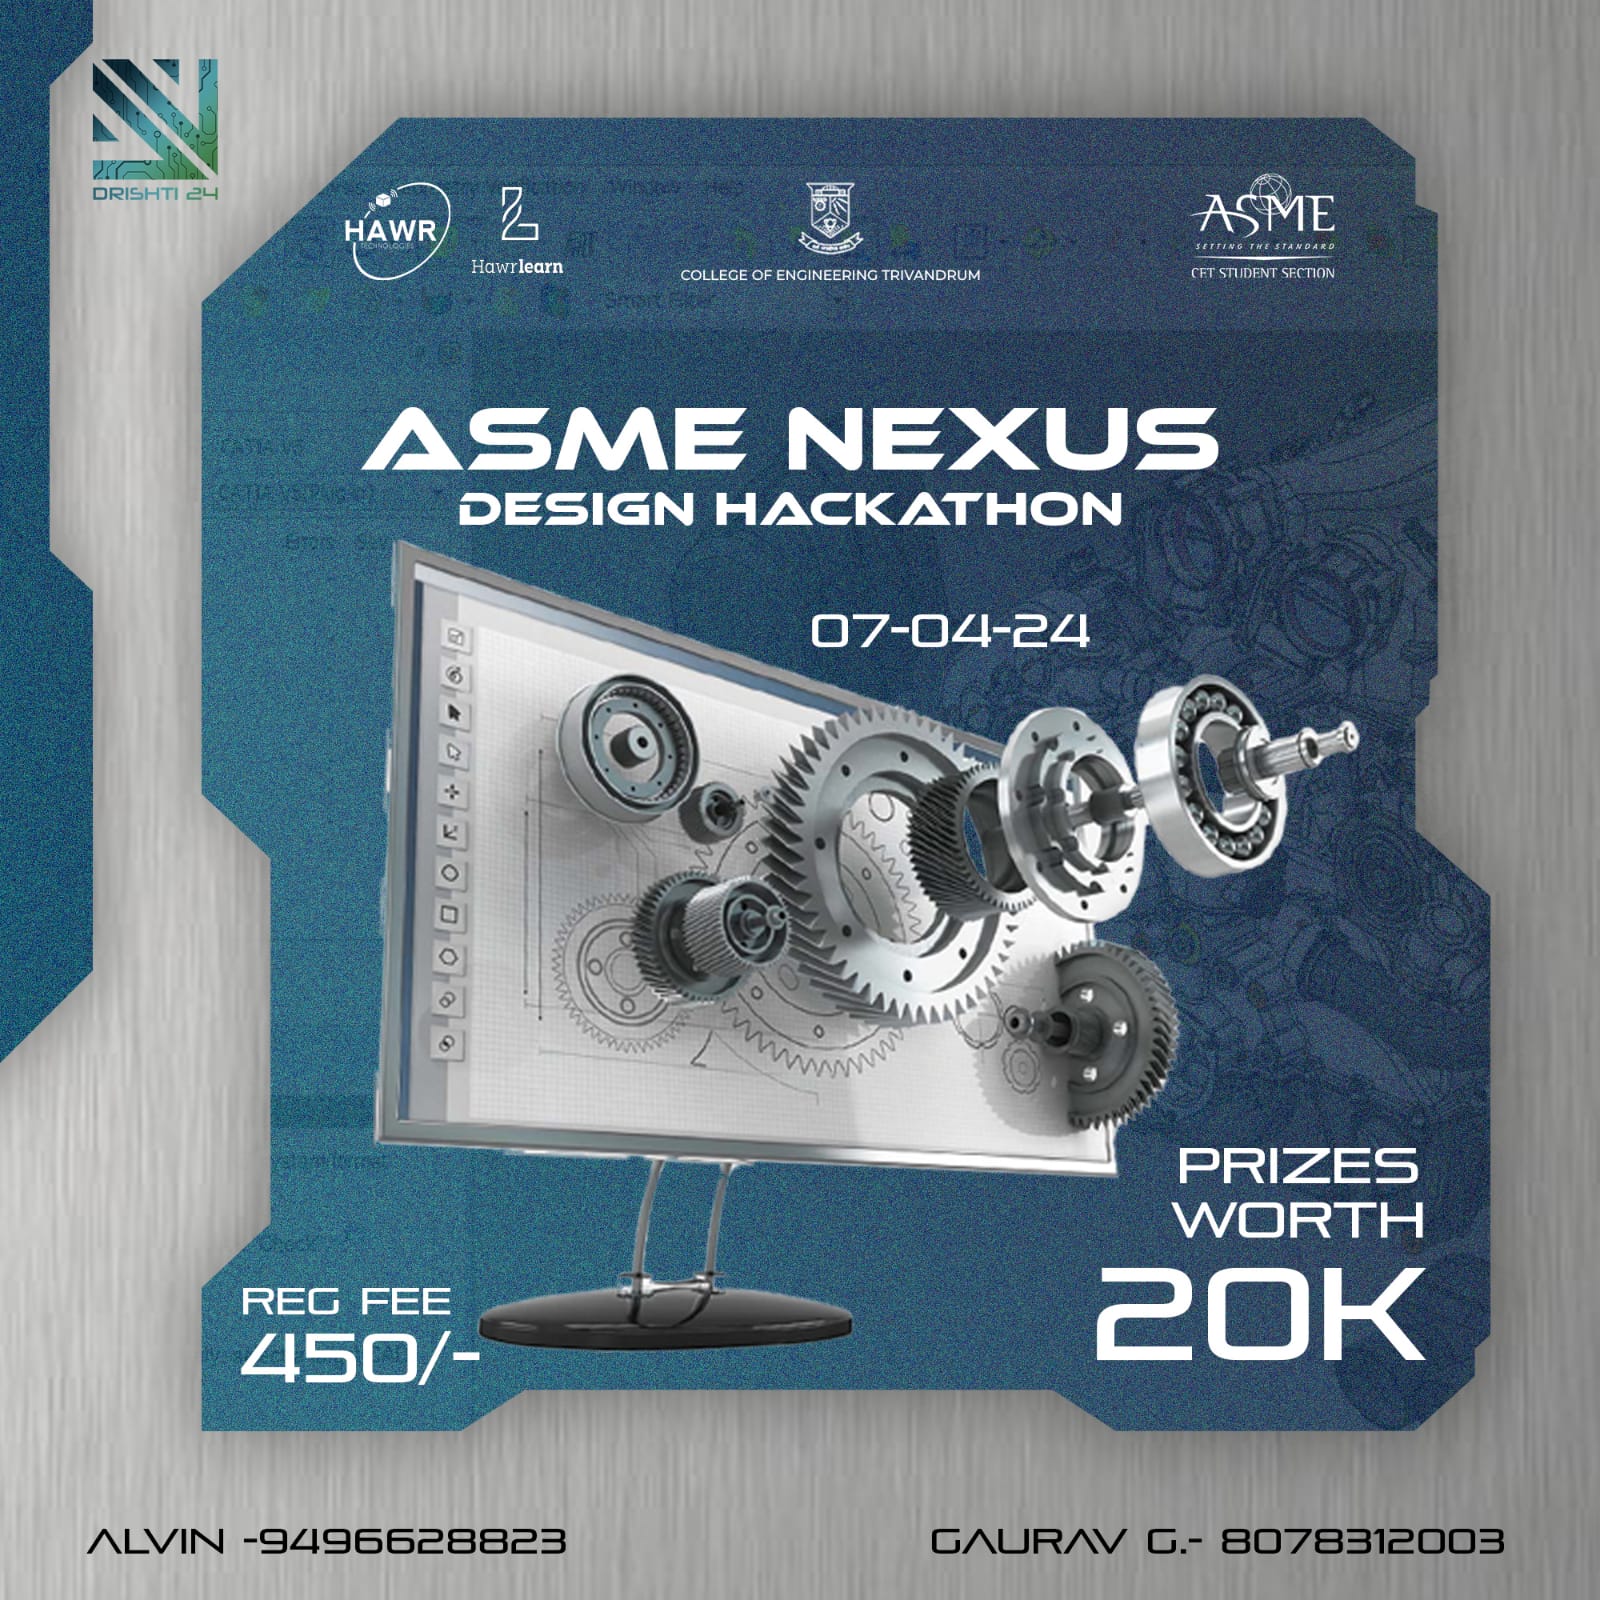 DRISHTI 24
HAWR
TECHNOLOGIES
Hawrlearn
COLLEGE OF ENGINEERING TRIVANDRUM
ASME
SETTING THE STANDARD
CET STUDENT SECTION
ASME NEXUS
DESIGN HACKATHON
07-04-24
PRIZES
WORTH
20K
REG FEE
450/-
ALVIN -9496628823
GAURAV G.- 8078312003